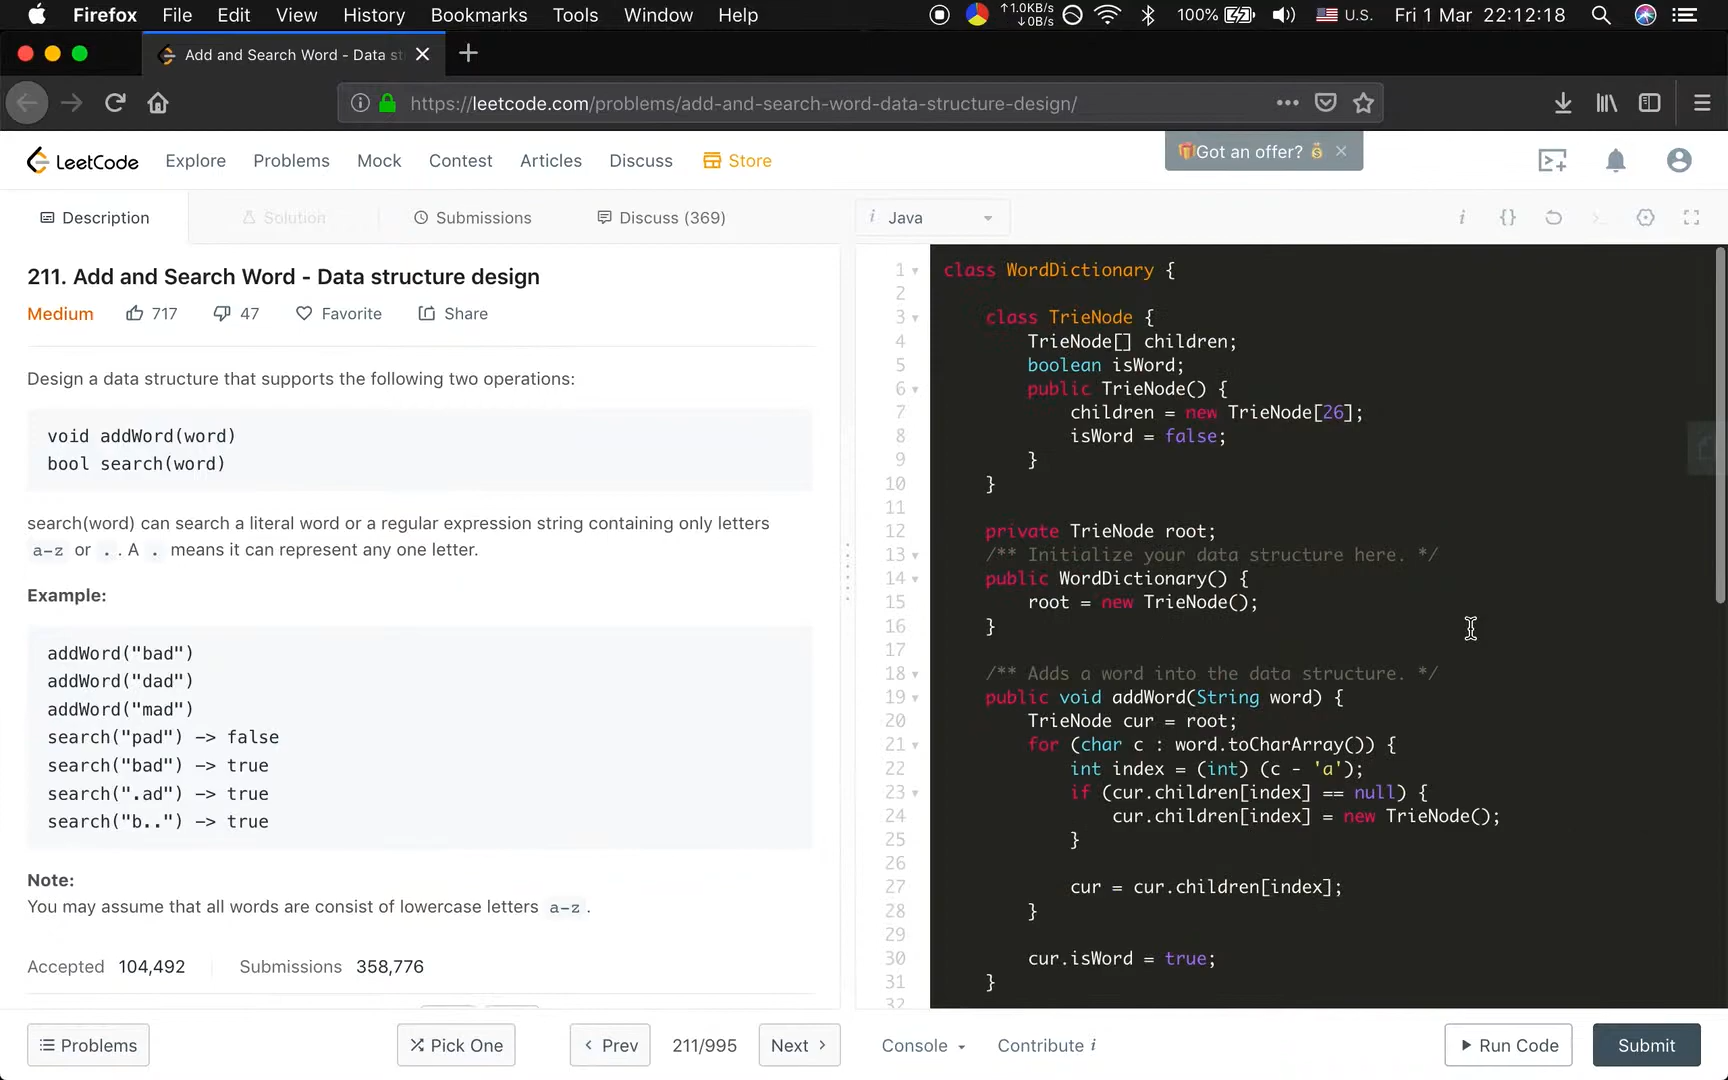 Firefox File Edit View History Bookmarks Tools Window Help ↑1.0KB/s ↓0B/s 100% U.S. Fri 1 Mar 22:12:18
Add and Search Word - Data st
https://leetcode.com/problems/add-and-search-word-data-structure-design/
LeetCode Explore Problems Mock Contest Articles Discuss Store Got an offer?
Description Solution Submissions Discuss (369)
211. Add and Search Word - Data structure design
Medium 717 47 Favorite Share
Design a data structure that supports the following two operations:
void addWord(word)
bool search(word)
search(word) can search a literal word or a regular expression string containing only letters
a-z or . . A . means it can represent any one letter.
Example:
addWord("bad")
addWord("dad")
addWord("mad")
search("pad") -> false
search("bad") -> true
search(".ad") -> true
search("b..") -> true
Note:
You may assume that all words are consist of lowercase letters a-z .
Accepted 104,492 Submissions 358,776
i Java i {}
1 class WordDictionary {
2
3 class TrieNode {
4 TrieNode[] children;
5 boolean isWord;
6 public TrieNode() {
7 children = new TrieNode[26];
8 isWord = false;
9 }
10 }
11
12 private TrieNode root;
13 /** Initialize your data structure here. */
14 public WordDictionary() {
15 root = new TrieNode();
16 }
17
18 /** Adds a word into the data structure. */
19 public void addWord(String word) {
20 TrieNode cur = root;
21 for (char c : word.toCharArray()) {
22 int index = (int) (c - 'a');
23 if (cur.children[index] == null) {
24 cur.children[index] = new TrieNode();
25 }
26
27 cur = cur.children[index];
28 }
29
30 cur.isWord = true;
31 }
32
Problems Pick One < Prev 211/995 Next > Console Contribute i Run Code Submit